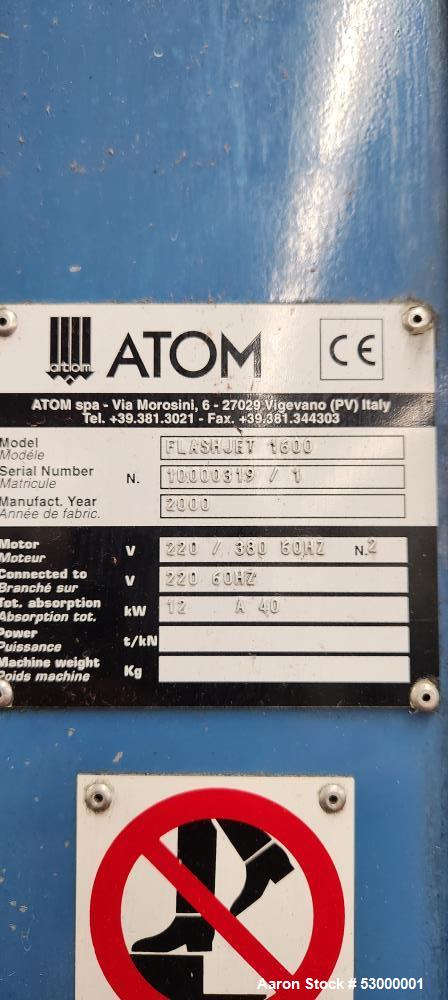 atom ATOM CE
ATOM spa - Via Morosini, 6 - 27029 Vigevano (PV) Italy
Tel. +39.381.3021 - Fax. +39.381.344303
Model FLASHJET 1600
Modéle
Serial Number N. 10000319 / 1
Matricule
Manufact. Year 2000
Année de fabric.
Motor V 220 / 380 60HZ N.2
Moteur
Connected to V 220 60HZ
Branché sur
Tot. absorption kW 12 A 40
Absorption tot.
Power t/kN
Puissance
Machine weight Kg
Poids machine
Aaron Stock # 53000001